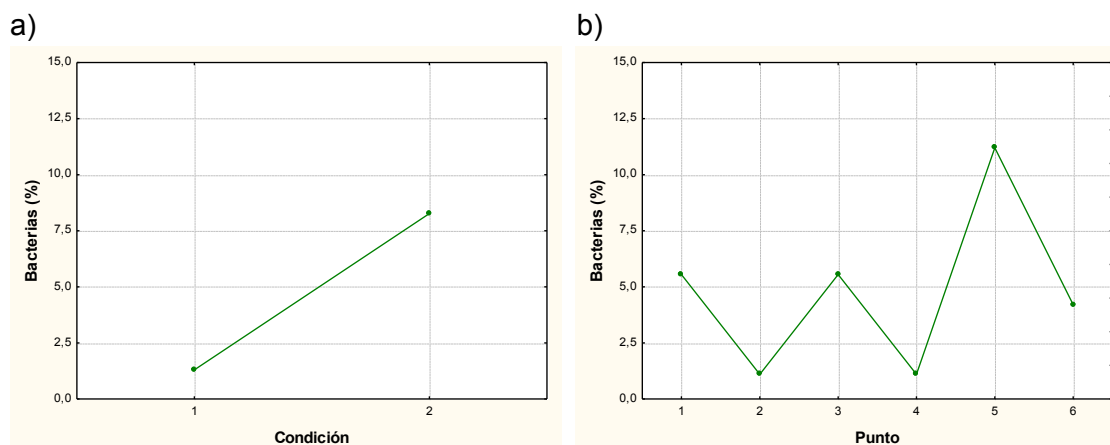 a)
15,0
12,5
10,0
7,5
5,0
2,5
0,0
Bacterias (%)
1 2
Condición
b)
15,0
12,5
10,0
7,5
5,0
2,5
0,0
Bacterias (%)
1 2 3 4 5 6
Punto